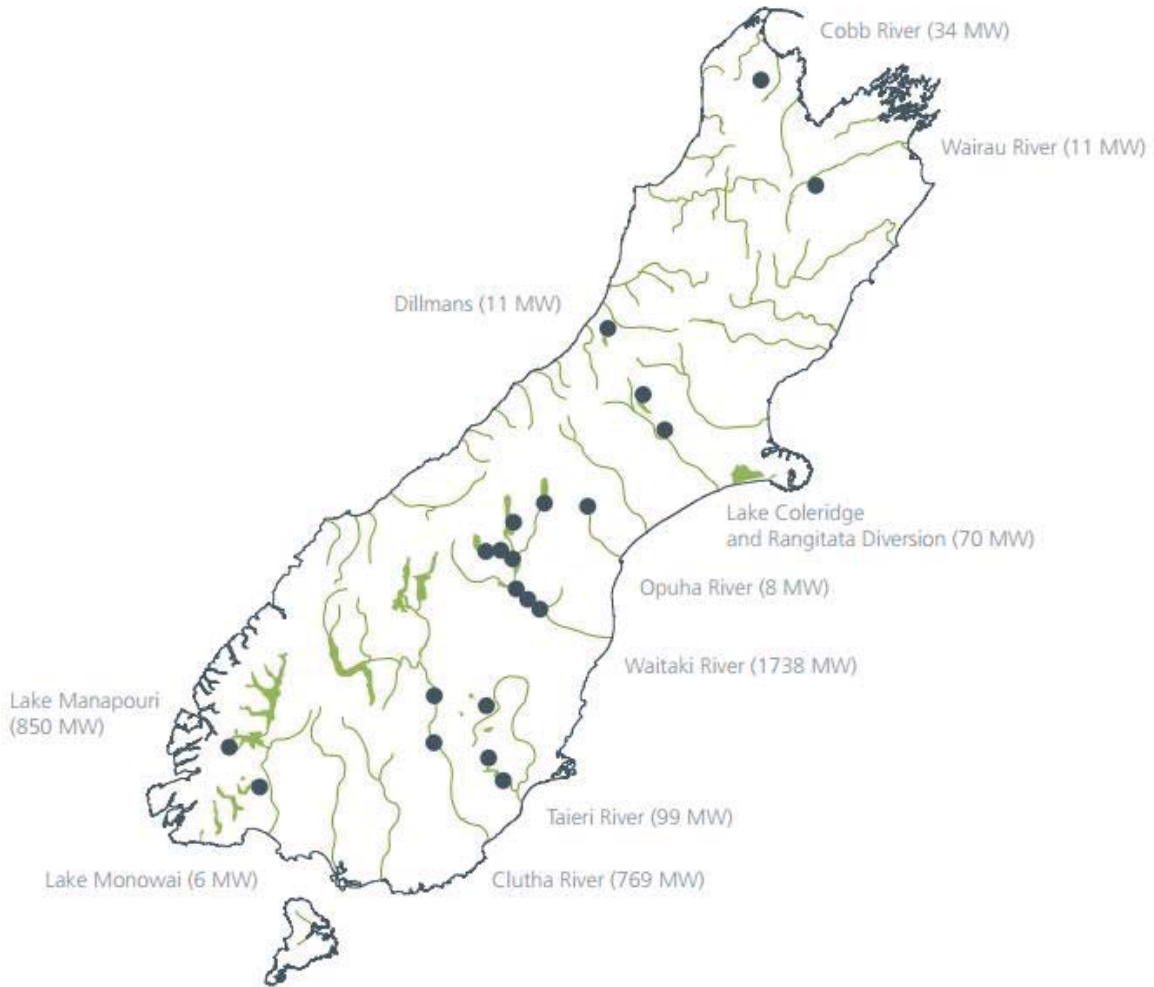 Cobb River (34 MW)
Wairau River (11 MW)
Dillmans (11 MW)
Lake Coleridge
and Rangitata Diversion (70 MW)
Opuha River (8 MW)
Waitaki River (1738 MW)
Lake Manapouri
(850 MW)
Taieri River (99 MW)
Lake Monowai (6 MW)
Clutha River (769 MW)